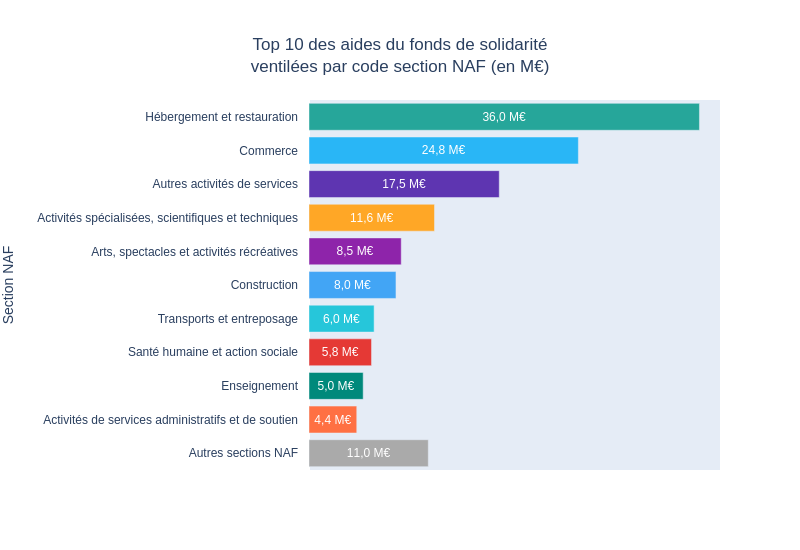 Top 10 des aides du fonds de solidarité
ventilées par code section NAF (en M€)
Section NAF
Hébergement et restauration 36,0 M€
Commerce 24,8 M€
Autres activités de services 17,5 M€
Activités spécialisées, scientifiques et techniques 11,6 M€
Arts, spectacles et activités récréatives 8,5 M€
Construction 8,0 M€
Transports et entreposage 6,0 M€
Santé humaine et action sociale 5,8 M€
Enseignement 5,0 M€
Activités de services administratifs et de soutien 4,4 M€
Autres sections NAF 11,0 M€